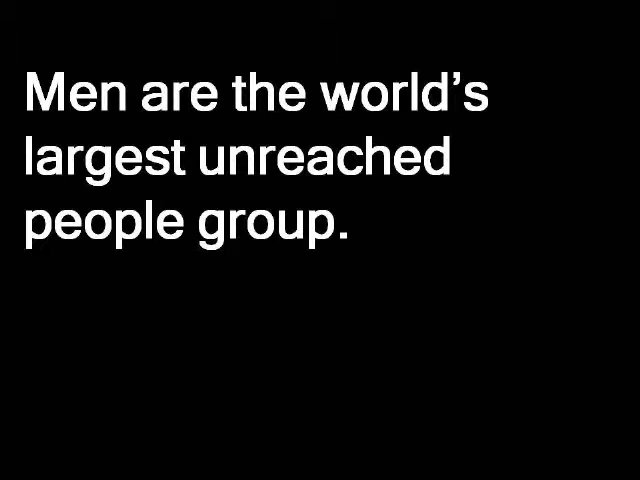 Men are the world’s
largest unreached
people group.